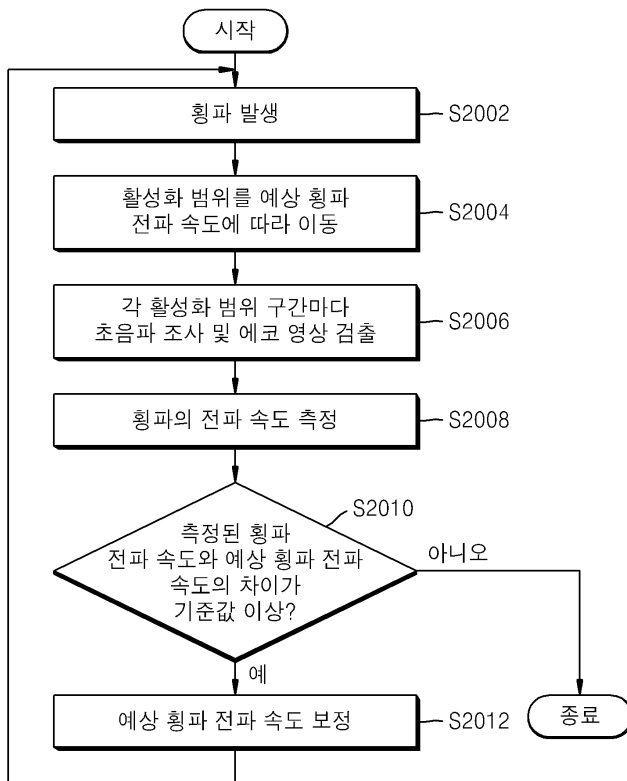 시작
횡파 발생
S2002
활성화 범위를 예상 횡파
전파 속도에 따라 이동
S2004
각 활성화 범위 구간마다
초음파 조사 및 에코 영상 검출
S2006
횡파의 전파 속도 측정
S2008
S2010
측정된 횡파
전파 속도와 예상 횡파 전파
속도의 차이가
기준값 이상?
아니오
예
예상 횡파 전파 속도 보정
S2012
종료